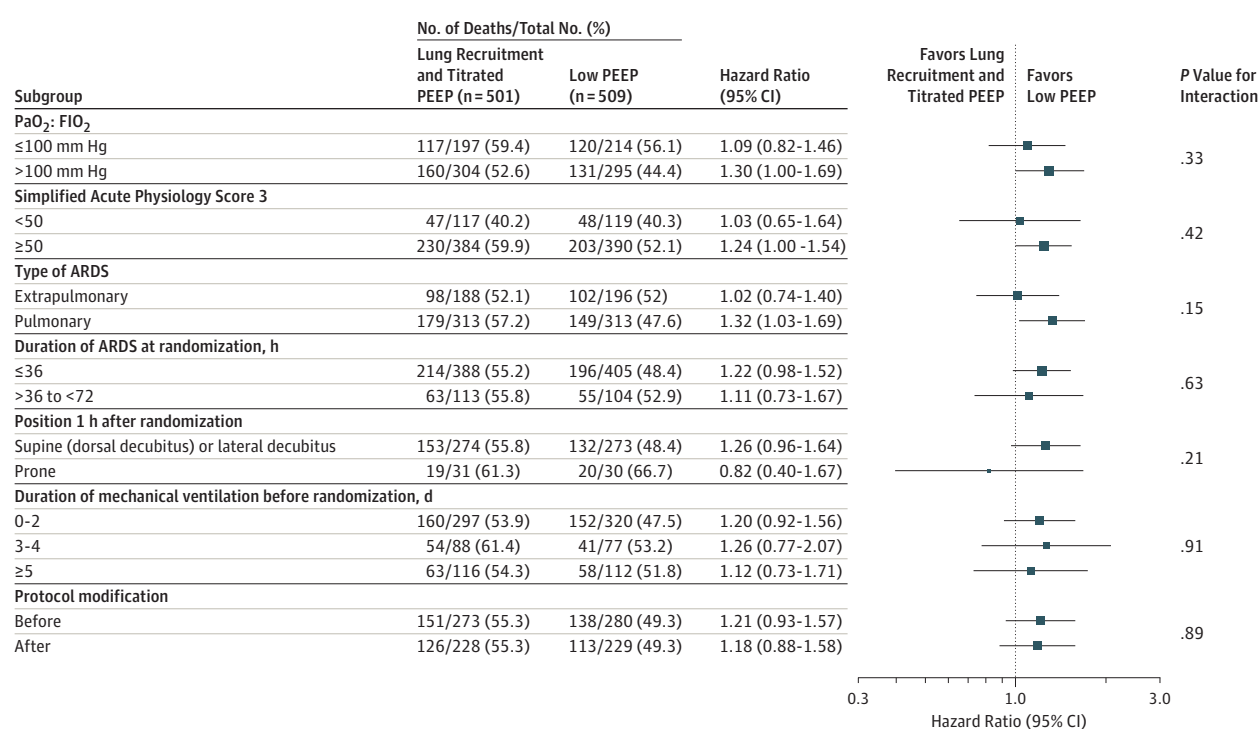 No. of Deaths/Total No. (%)
Lung Recruitment
and Titrated
PEEP (n = 501)
Low PEEP
(n = 509)
Hazard Ratio
(95% CI)
Favors Lung
Recruitment and
Titrated PEEP
Favors
Low PEEP
P Value for
Interaction
Subgroup
PaO2: FIO2
≤100 mm Hg 117/197 (59.4) 120/214 (56.1) 1.09 (0.82-1.46)
.33
>100 mm Hg 160/304 (52.6) 131/295 (44.4) 1.30 (1.00-1.69)
Simplified Acute Physiology Score 3
<50 47/117 (40.2) 48/119 (40.3) 1.03 (0.65-1.64)
.42
≥50 230/384 (59.9) 203/390 (52.1) 1.24 (1.00 -1.54)
Type of ARDS
Extrapulmonary 98/188 (52.1) 102/196 (52) 1.02 (0.74-1.40)
.15
Pulmonary 179/313 (57.2) 149/313 (47.6) 1.32 (1.03-1.69)
Duration of ARDS at randomization, h
≤36 214/388 (55.2) 196/405 (48.4) 1.22 (0.98-1.52)
.63
>36 to <72 63/113 (55.8) 55/104 (52.9) 1.11 (0.73-1.67)
Position 1 h after randomization
Supine (dorsal decubitus) or lateral decubitus 153/274 (55.8) 132/273 (48.4) 1.26 (0.96-1.64)
.21
Prone 19/31 (61.3) 20/30 (66.7) 0.82 (0.40-1.67)
Duration of mechanical ventilation before randomization, d
0-2 160/297 (53.9) 152/320 (47.5) 1.20 (0.92-1.56)
3-4 54/88 (61.4) 41/77 (53.2) 1.26 (0.77-2.07) .91
≥5 63/116 (54.3) 58/112 (51.8) 1.12 (0.73-1.71)
Protocol modification
Before 151/273 (55.3) 138/280 (49.3) 1.21 (0.93-1.57)
.89
After 126/228 (55.3) 113/229 (49.3) 1.18 (0.88-1.58)
0.3 1.0 3.0
Hazard Ratio (95% CI)